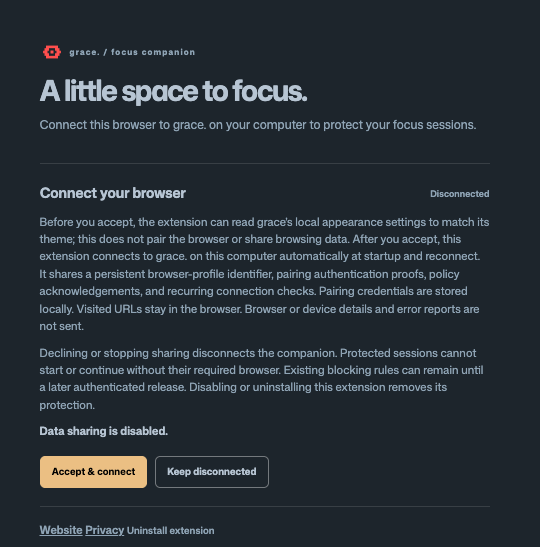 grace. / focus companion
A little space to focus.
Connect this browser to grace. on your computer to protect your focus sessions.
Connect your browser
Disconnected
Before you accept, the extension can read grace's local appearance settings to match its
theme; this does not pair the browser or share browsing data. After you accept, this
extension connects to grace. on this computer automatically at startup and reconnect.
It shares a persistent browser-profile identifier, pairing authentication proofs, policy
acknowledgements, and recurring connection checks. Pairing credentials are stored
locally. Visited URLs stay in the browser. Browser or device details and error reports are
not sent.
Declining or stopping sharing disconnects the companion. Protected sessions cannot
start or continue without their required browser. Existing blocking rules can remain until
a later authenticated release. Disabling or uninstalling this extension removes its
protection.
Data sharing is disabled.
Accept & connect
Keep disconnected
Website Privacy Uninstall extension